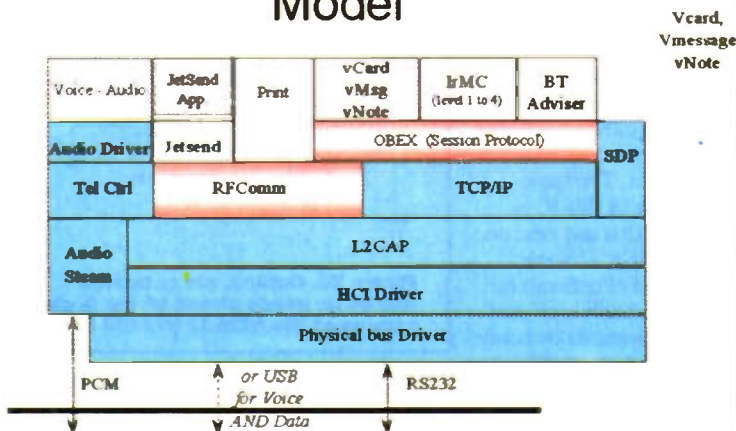 Model
Vcard,
Vmessage
vNote
Voice - Audio
JetSend
App
Print
vCard
vMsg
vNote
IrMC
(level 1 to 4)
BT
Adviser
Audio Driver
Jetsend
OBEX (Session Protocol)
SDP
Tel Ctrl
RFComm
TCP/IP
Audio
Steam
L2CAP
HCI Driver
Physical bus Driver
PCM
or USB
for Voice
AND Data
RS232